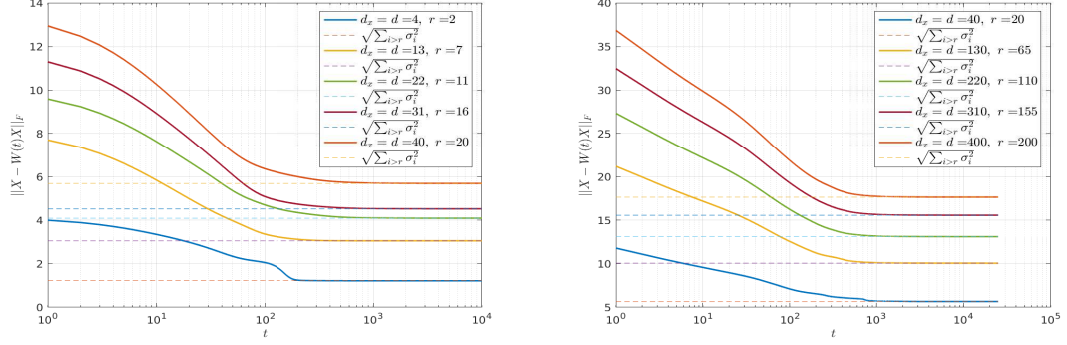 14
12
10
8
6
4
2
0
||X − W(t)X||_F
10^0
10^1
10^2
10^3
10^4
t
d_x = d =4, r =2
√∑_{i>r} σ_i^2
d_x = d =13, r =7
√∑_{i>r} σ_i^2
d_x = d =22, r =11
√∑_{i>r} σ_i^2
d_x = d =31, r =16
√∑_{i>r} σ_i^2
d_x = d =40, r =20
√∑_{i>r} σ_i^2
40
35
30
25
20
15
10
5
||X − W(t)X||_F
10^0
10^1
10^2
10^3
10^4
10^5
t
d_x = d =40, r =20
√∑_{i>r} σ_i^2
d_x = d =130, r =65
√∑_{i>r} σ_i^2
d_x = d =220, r =110
√∑_{i>r} σ_i^2
d_x = d =310, r =155
√∑_{i>r} σ_i^2
d_x = d =400, r =200
√∑_{i>r} σ_i^2